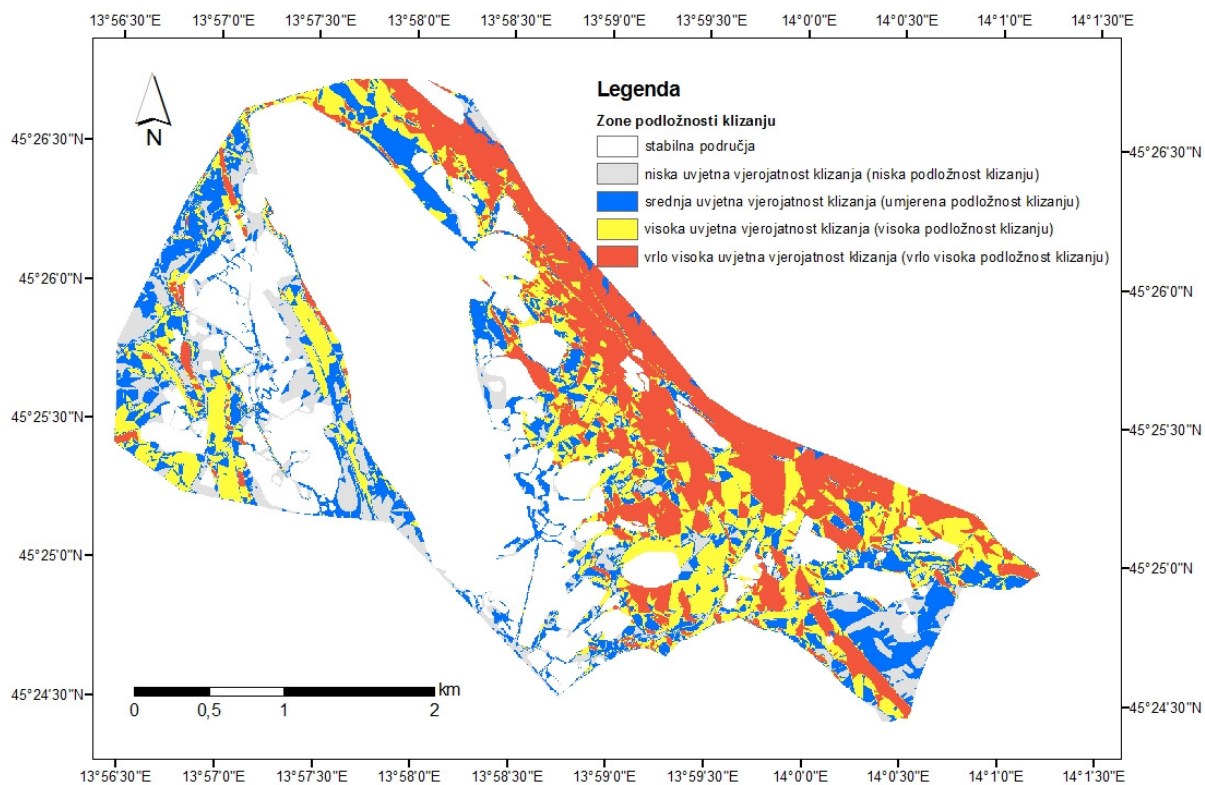 13°56'30"E 13°57'0"E 13°57'30"E 13°58'0"E 13°58'30"E 13°59'0"E 13°59'30"E 14°0'0"E 14°0'30"E 14°1'0"E 14°1'30"E
N
Legenda
Zone podložnosti klizanju
stabilna područja
niska uvjetna vjerojatnost klizanja (niska podložnost klizanju)
srednja uvjetna vjerojatnost klizanja (umjerena podložnost klizanju)
visoka uvjetna vjerojatnost klizanja (visoka podložnost klizanju)
vrlo visoka uvjetna vjerojatnost klizanja (vrlo visoka podložnost klizanju)
45°26'30"N 45°26'30"N
45°26'0"N 45°26'0"N
45°25'30"N 45°25'30"N
45°25'0"N 45°25'0"N
45°24'30"N 45°24'30"N
km
0 0,5 1 2
13°56'30"E 13°57'0"E 13°57'30"E 13°58'0"E 13°58'30"E 13°59'0"E 13°59'30"E 14°0'0"E 14°0'30"E 14°1'0"E 14°1'30"E